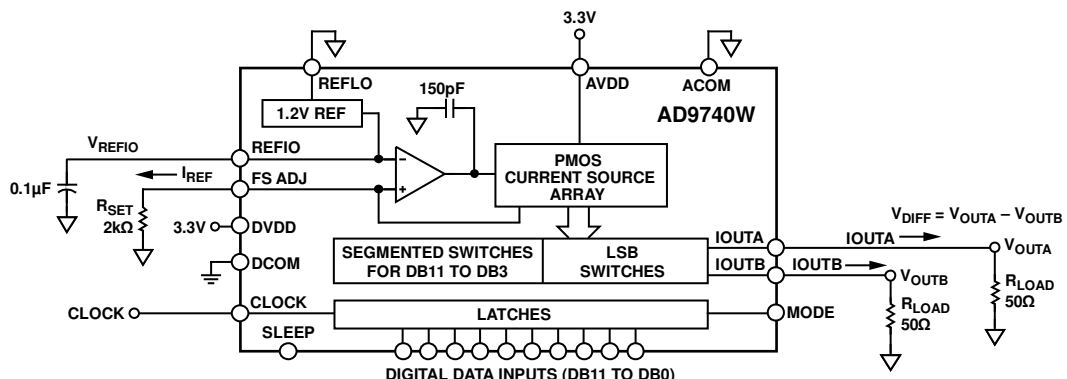 3.3V
REFLO
150pF
AVDD
ACOM
1.2V REF
AD9740W
VREFIO
REFIO
PMOS
CURRENT SOURCE
ARRAY
0.1µF
IREF
FS ADJ
RSET
2kΩ
3.3V
DVDD
VDIFF = VOUTA – VOUTB
SEGMENTED SWITCHES
FOR DB11 TO DB3
LSB
SWITCHES
IOUTA
IOUTA
VOUTA
DCOM
IOUTB
IOUTB
VOUTB
RLOAD
50Ω
RLOAD
50Ω
CLOCK
CLOCK
LATCHES
MODE
SLEEP
DIGITAL DATA INPUTS (DB11 TO DB0)